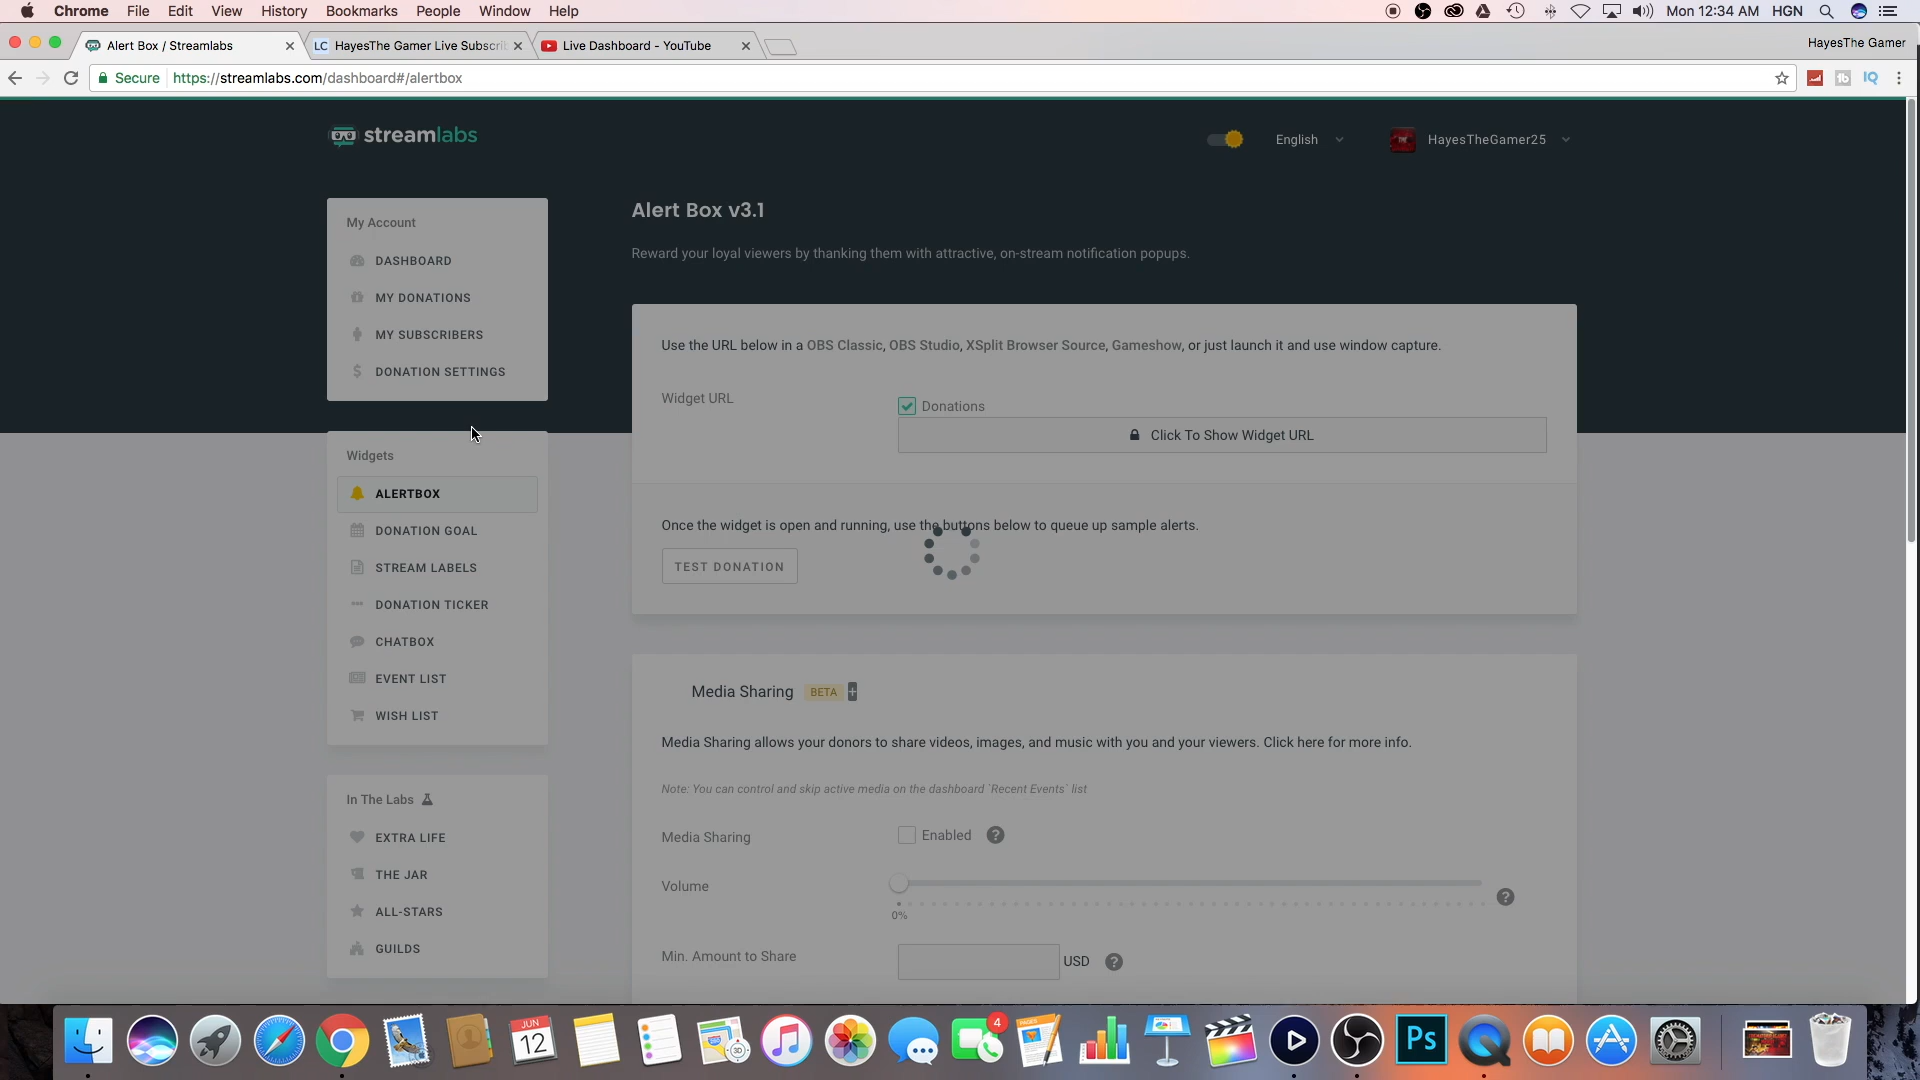 Chrome File Edit View History Bookmarks People Window Help Mon 12:34 AM HGN
Alert Box / Streamlabs LC HayesThe Gamer Live Subscri Live Dashboard - YouTube HayesThe Gamer
Secure https://streamlabs.com/dashboard#/alertbox
streamlabs English HayesTheGamer25
My Account
DASHBOARD
MY DONATIONS
MY SUBSCRIBERS
$ DONATION SETTINGS
Widgets
ALERTBOX
DONATION GOAL
STREAM LABELS
DONATION TICKER
CHATBOX
EVENT LIST
WISH LIST
In The Labs
EXTRA LIFE
THE JAR
ALL-STARS
GUILDS
Alert Box v3.1
Reward your loyal viewers by thanking them with attractive, on-stream notification popups.
Use the URL below in a OBS Classic, OBS Studio, XSplit Browser Source, Gameshow, or just launch it and use window capture.
Widget URL Donations
Click To Show Widget URL
Once the widget is open and running, use the buttons below to queue up sample alerts.
TEST DONATION
Media Sharing BETA +
Media Sharing allows your donors to share videos, images, and music with you and your viewers. Click here for more info.
Note: You can control and skip active media on the dashboard `Recent Events` list
Media Sharing Enabled ?
Volume ?
0%
Min. Amount to Share USD ?
JUN 12 3D 4 PAGES Ps